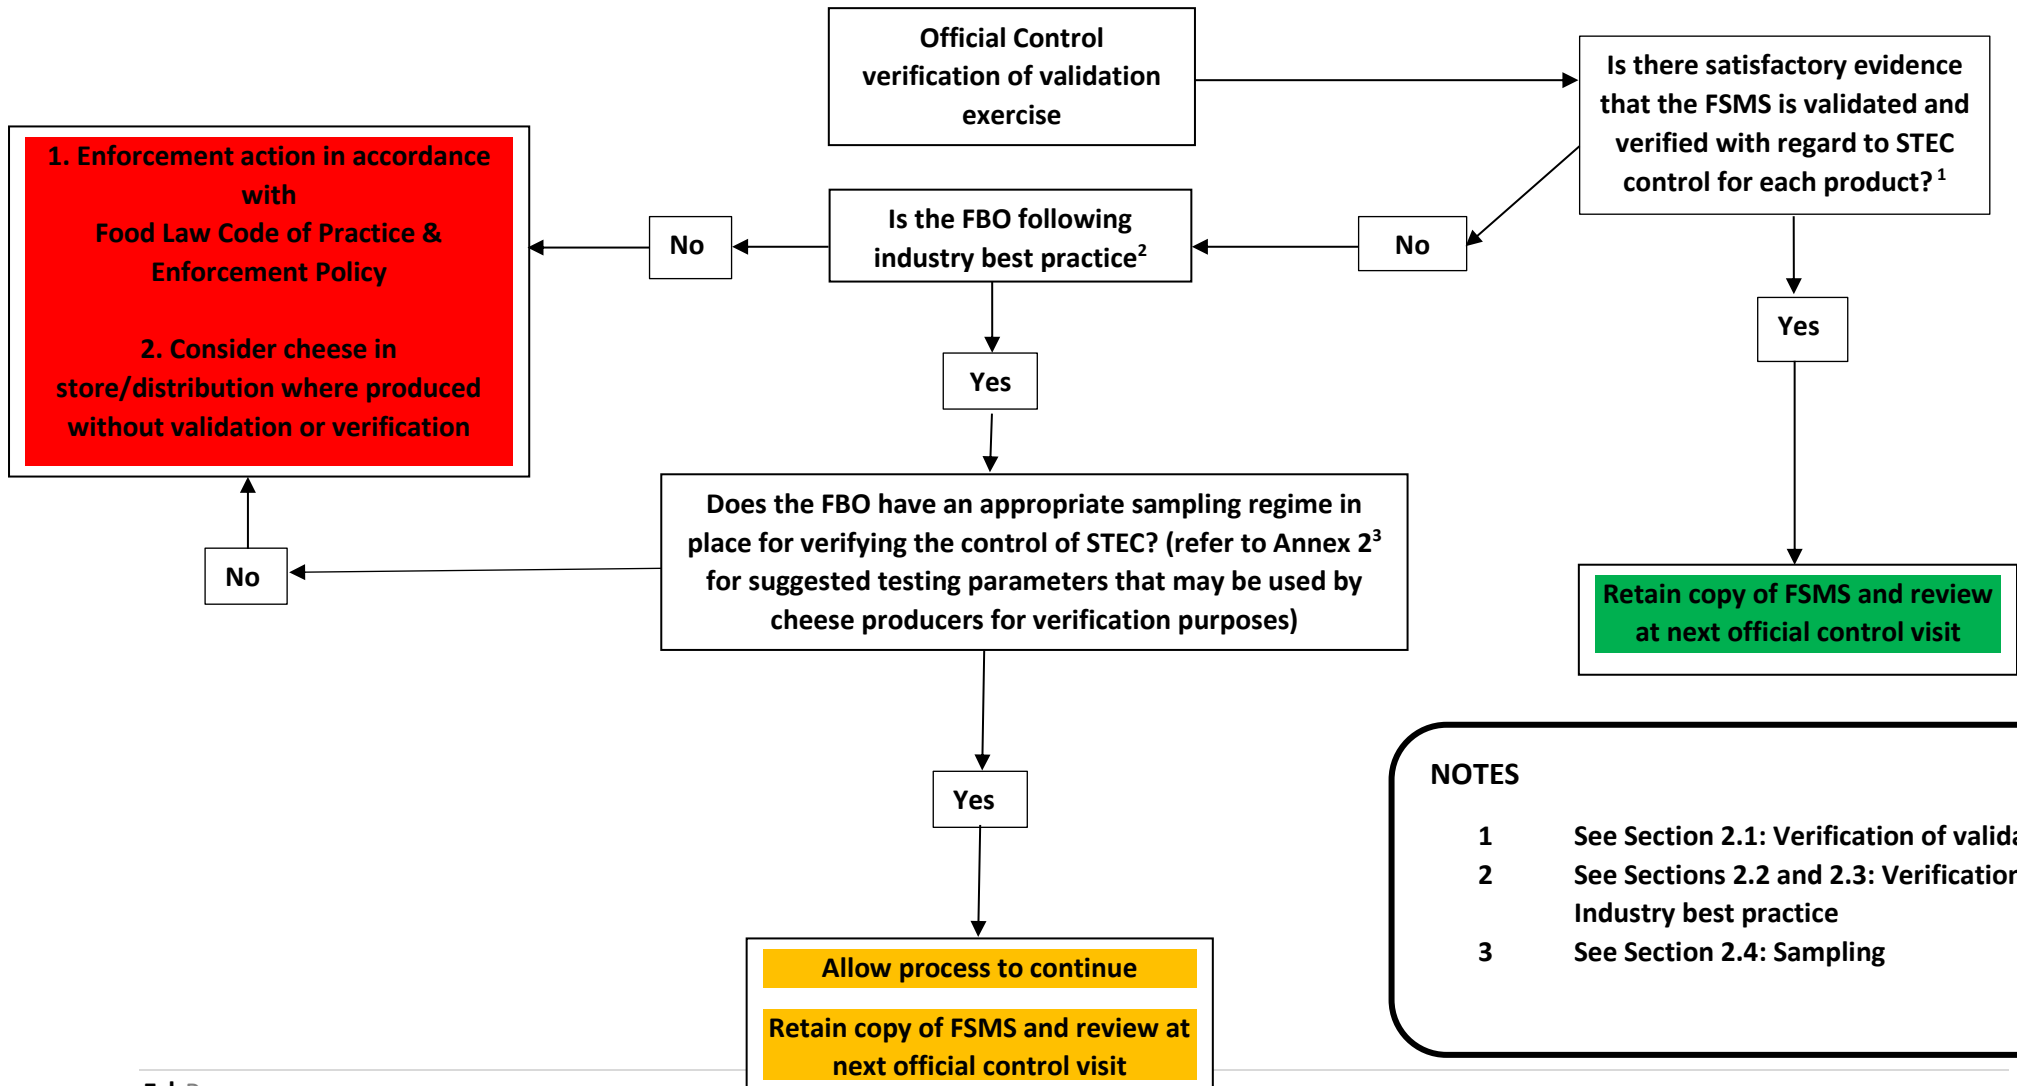 Official Control
verification of validation
exercise
Is there satisfactory evidence
that the FSMS is validated and
verified with regard to STEC
control for each product? 1
1. Enforcement action in accordance
with
Food Law Code of Practice &
Enforcement Policy
2. Consider cheese in
store/distribution where produced
without validation or verification
No
Is the FBO following
industry best practice2
No
Yes
Yes
Does the FBO have an appropriate sampling regime in
place for verifying the control of STEC? (refer to Annex 23
for suggested testing parameters that may be used by
cheese producers for verification purposes)
No
Retain copy of FSMS and review
at next official control visit
Yes
NOTES
1 See Section 2.1: Verification of
2 See Sections 2.2 and 2.3: Verification
Industry best practice
3 See Section 2.4: Sampling
Allow process to continue
Retain copy of FSMS and review at
next official control visit